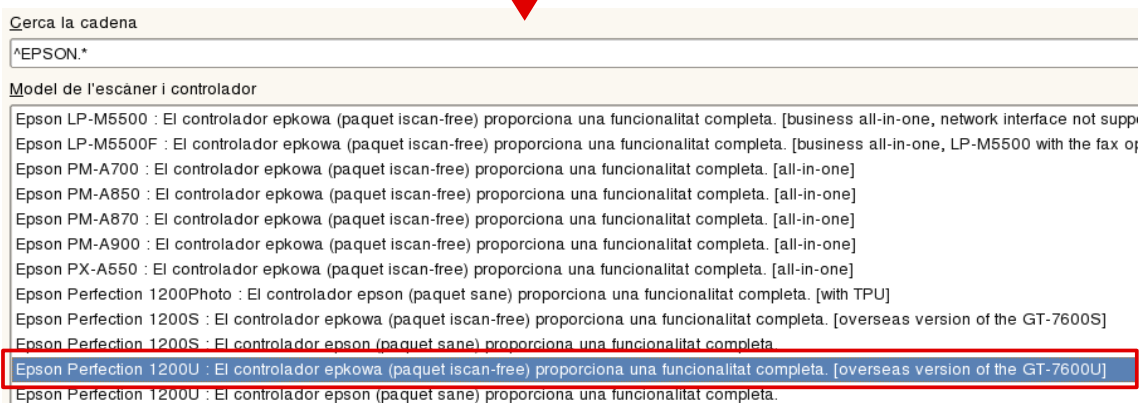 Cerca la cadena
^EPSON.*
Model de l'escàner i controlador
Epson LP-M5500 : El controlador epkowa (paquet iscan-free) proporciona una funcionalitat completa. [business all-in-one, network interface not supp
Epson LP-M5500F : El controlador epkowa (paquet iscan-free) proporciona una funcionalitat completa. [business all-in-one, LP-M5500 with the fax op
Epson PM-A700 : El controlador epkowa (paquet iscan-free) proporciona una funcionalitat completa. [all-in-one]
Epson PM-A850 : El controlador epkowa (paquet iscan-free) proporciona una funcionalitat completa. [all-in-one]
Epson PM-A870 : El controlador epkowa (paquet iscan-free) proporciona una funcionalitat completa. [all-in-one]
Epson PM-A900 : El controlador epkowa (paquet iscan-free) proporciona una funcionalitat completa. [all-in-one]
Epson PX-A550 : El controlador epkowa (paquet iscan-free) proporciona una funcionalitat completa. [all-in-one]
Epson Perfection 1200Photo : El controlador epson (paquet sane) proporciona una funcionalitat completa. [with TPU]
Epson Perfection 1200S : El controlador epkowa (paquet iscan-free) proporciona una funcionalitat completa. [overseas version of the GT-7600S]
Epson Perfection 1200S : El controlador epson (paquet sane) proporciona una funcionalitat completa.
Epson Perfection 1200U : El controlador epkowa (paquet iscan-free) proporciona una funcionalitat completa. [overseas version of the GT-7600U]
Epson Perfection 1200U : El controlador epson (paquet sane) proporciona una funcionalitat completa.